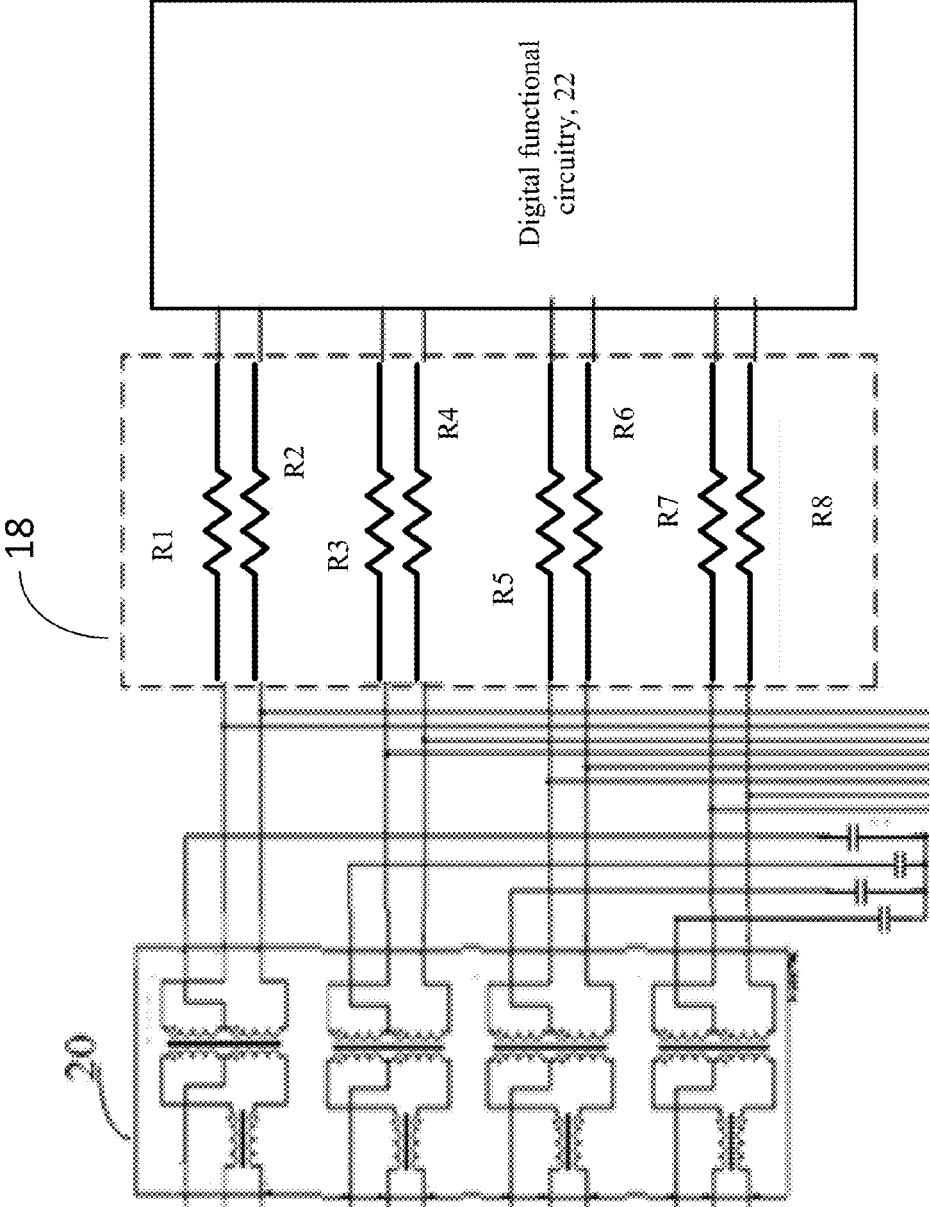 18
Digital functional
circuitry, 22
R1
R2
R3
R4
R5
R6
R7
R8
20